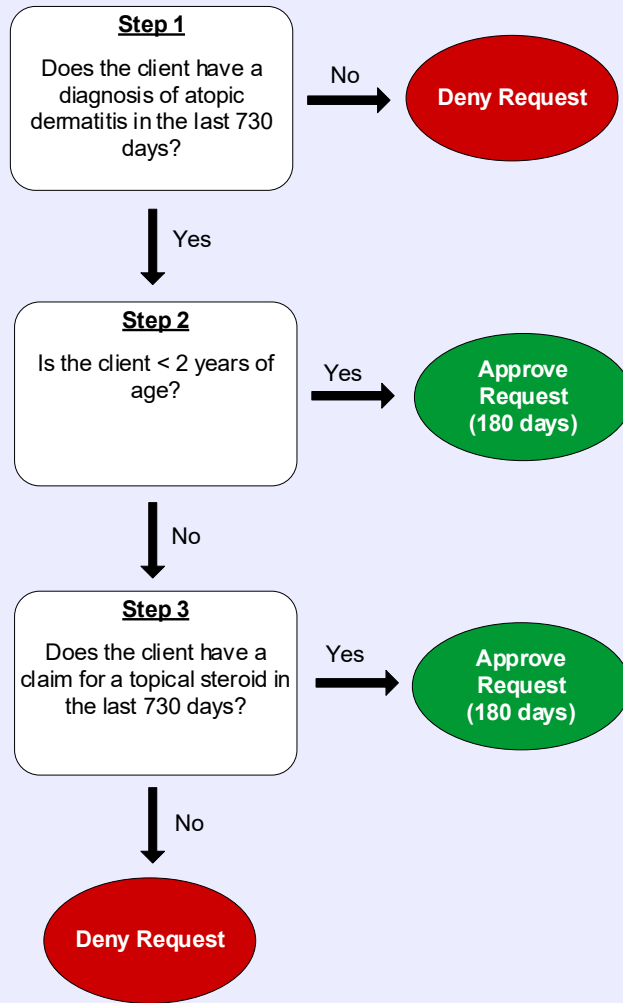 Step 1
Does the client have a
diagnosis of atopic
dermatitis in the last 730
days?
No
Deny Request
Yes
Step 2
Is the client < 2 years of
age?
Yes
Approve
Request
(180 days)
No
Step 3
Does the client have a
claim for a topical steroid in
the last 730 days?
Yes
Approve
Request
(180 days)
No
Deny Request